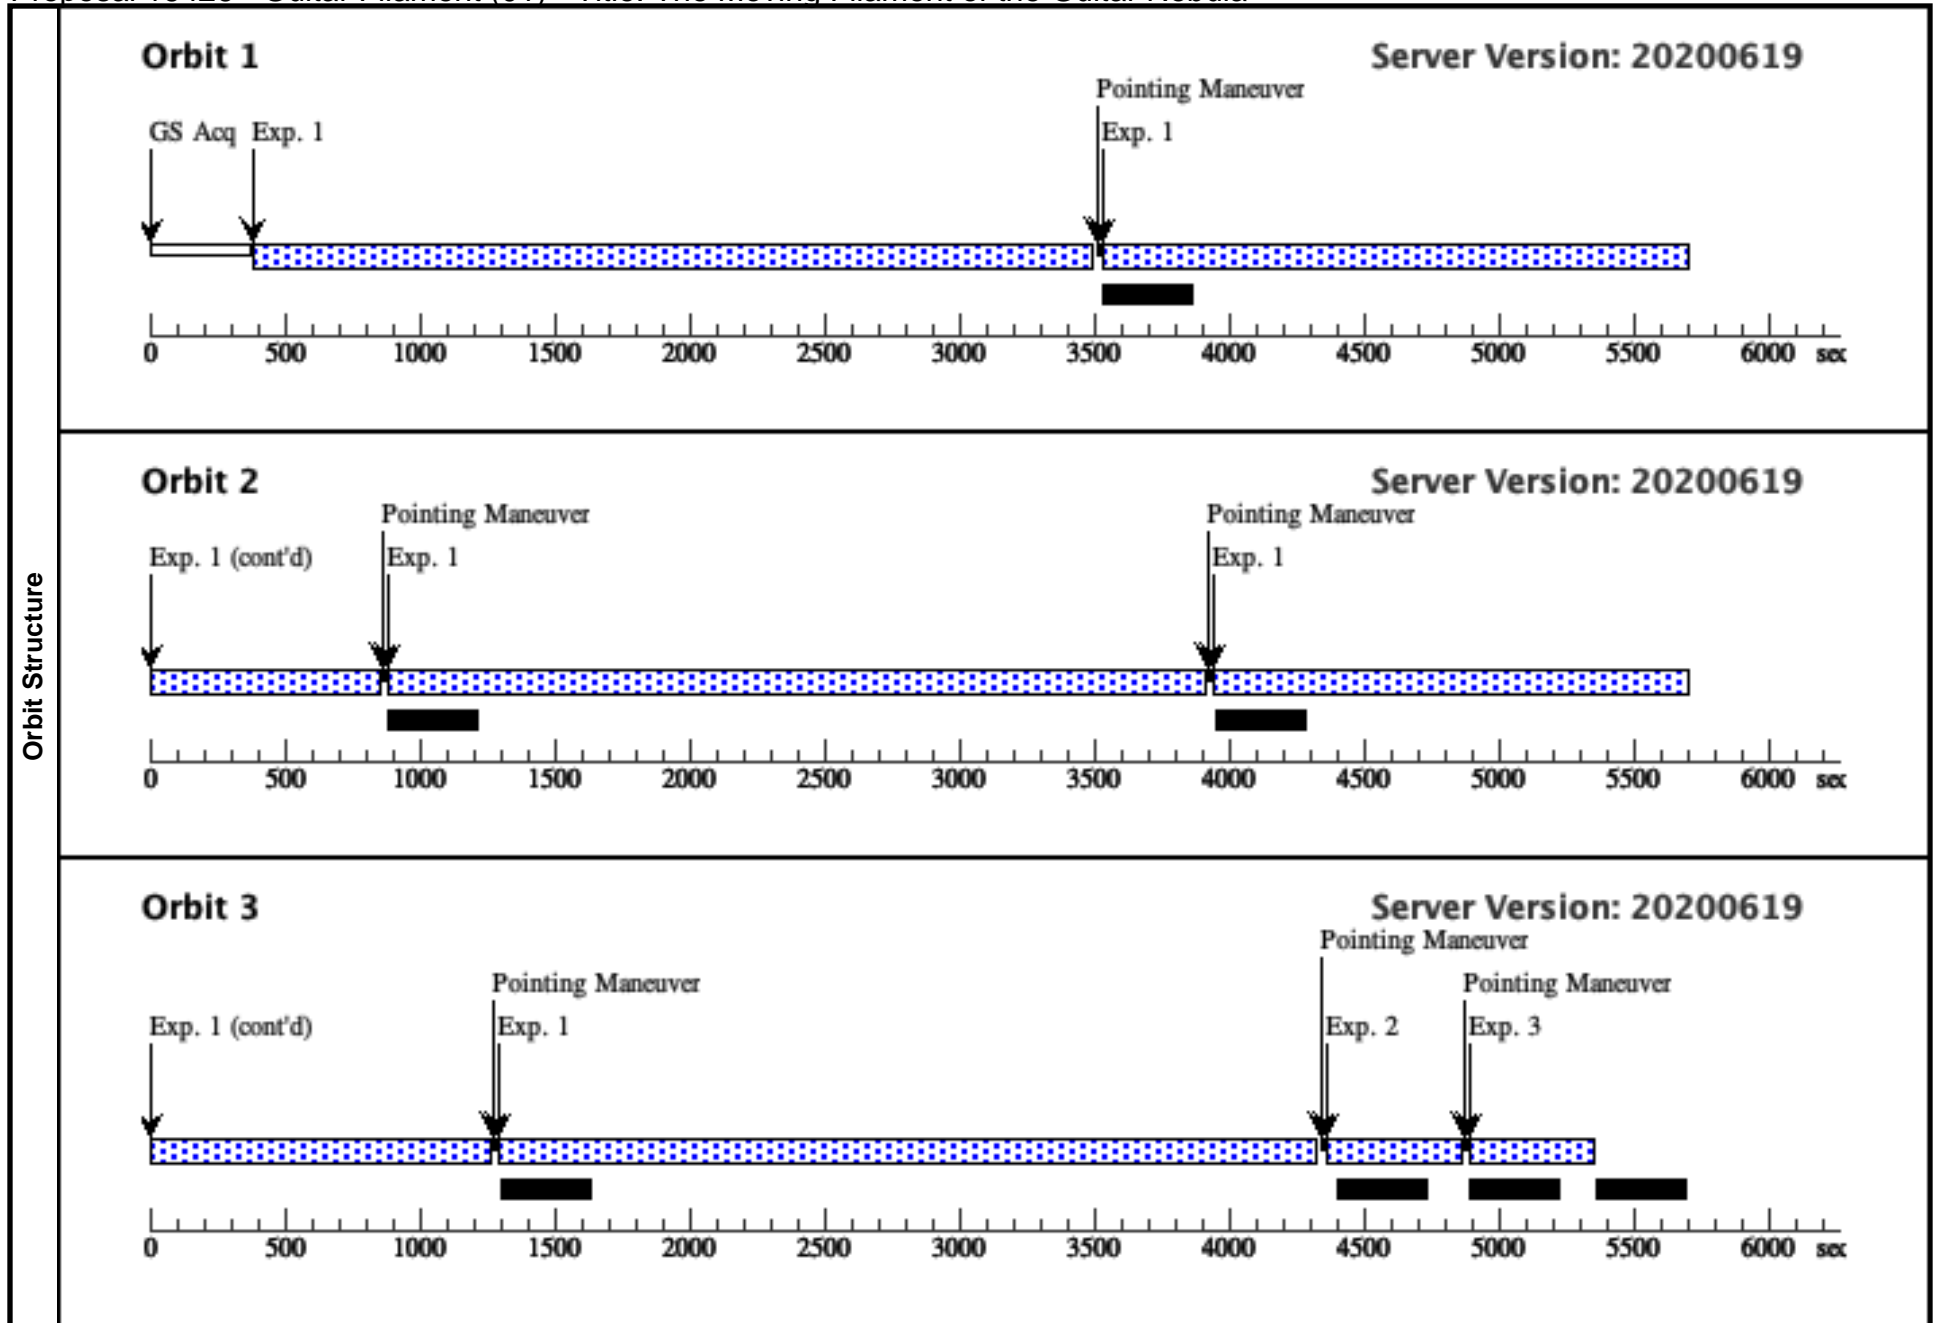 Orbit Structure
Orbit 1 Server Version: 20200619
Pointing Maneuver
GS Acq Exp. 1 Exp. 1
0 500 1000 1500 2000 2500 3000 3500 4000 4500 5000 5500 6000 sec
Orbit 2 Server Version: 20200619
Pointing Maneuver Pointing Maneuver
Exp. 1 (cont'd) Exp. 1 Exp. 1
0 500 1000 1500 2000 2500 3000 3500 4000 4500 5000 5500 6000 sec
Orbit 3 Server Version: 20200619
Pointing Maneuver
Pointing Maneuver Pointing Maneuver
Exp. 1 (cont'd) Exp. 1 Exp. 2 Exp. 3
0 500 1000 1500 2000 2500 3000 3500 4000 4500 5000 5500 6000 sec